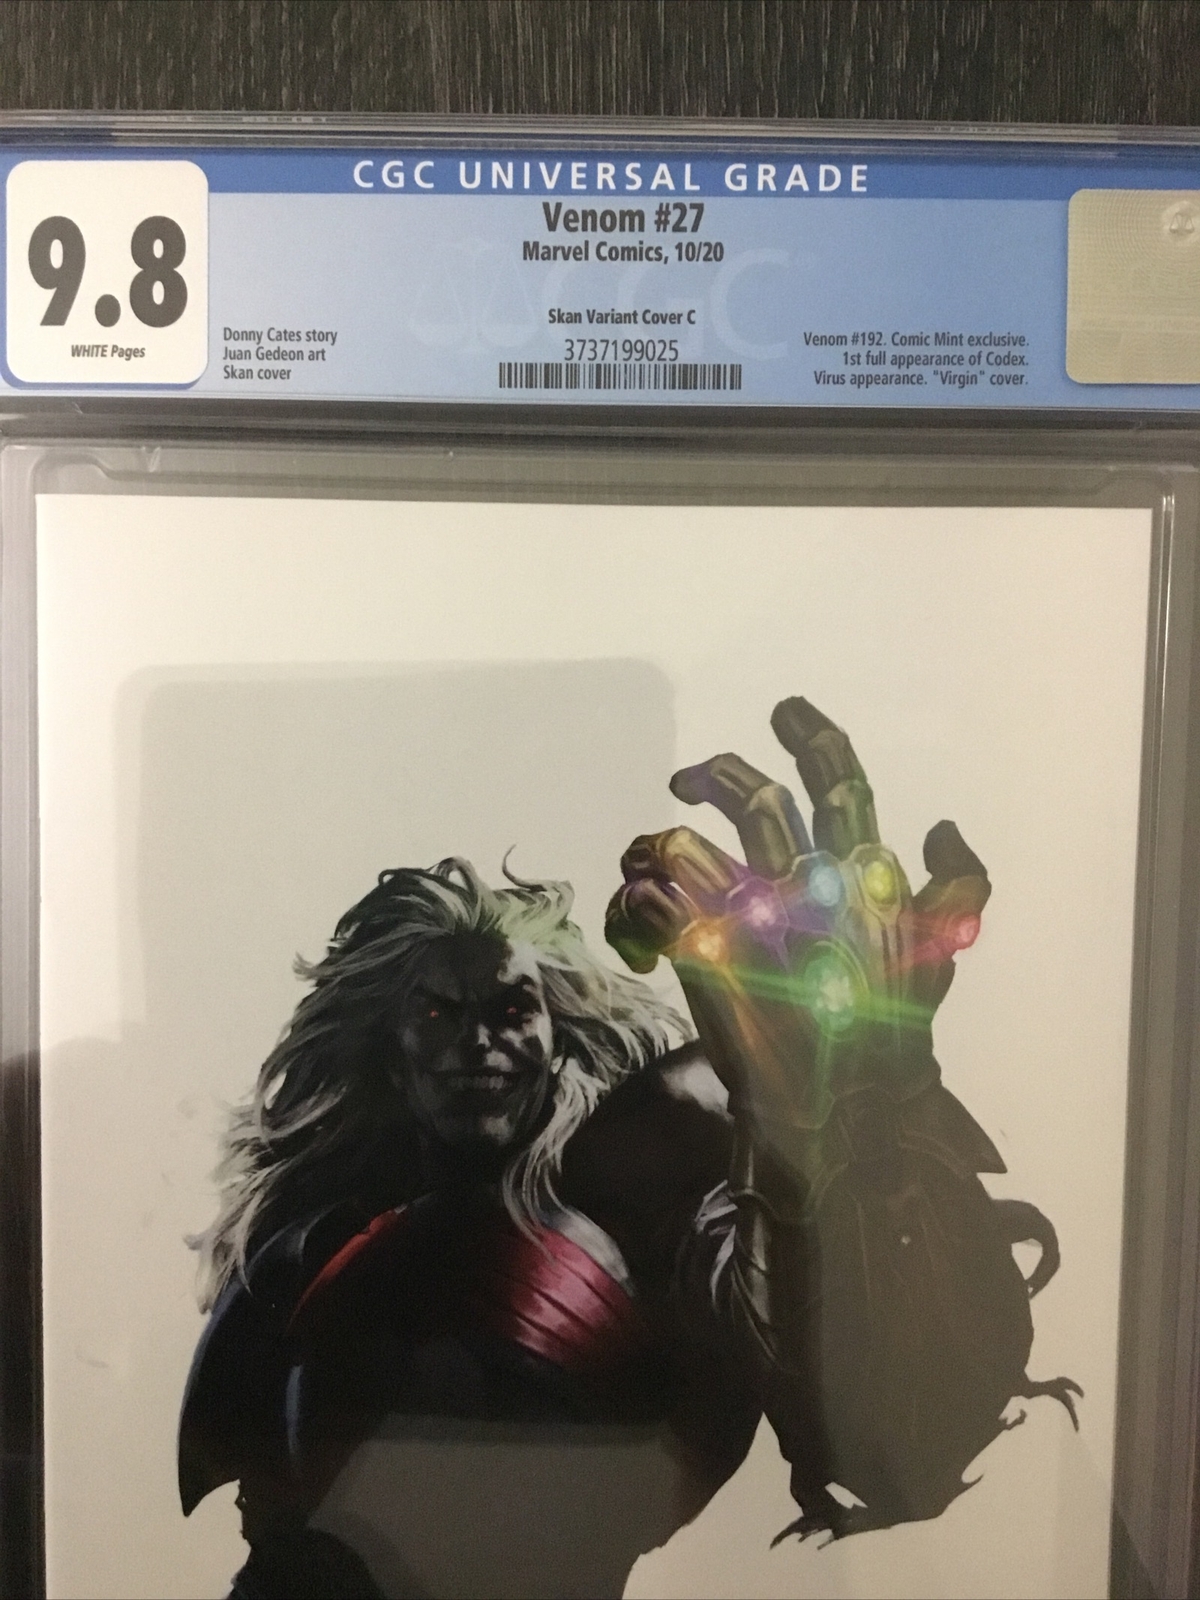 CGC UNIVERSAL GRADE
9.8
WHITE Pages
Venom #27
Marvel Comics, 10/20
CGC
Skan Variant Cover C
3737199025
Donny Cates story
Juan Gedeon art
Skan cover
Venom #192. Comic Mint exclusive.
1st full appearance of Codex.
Virus appearance. "Virgin" cover.